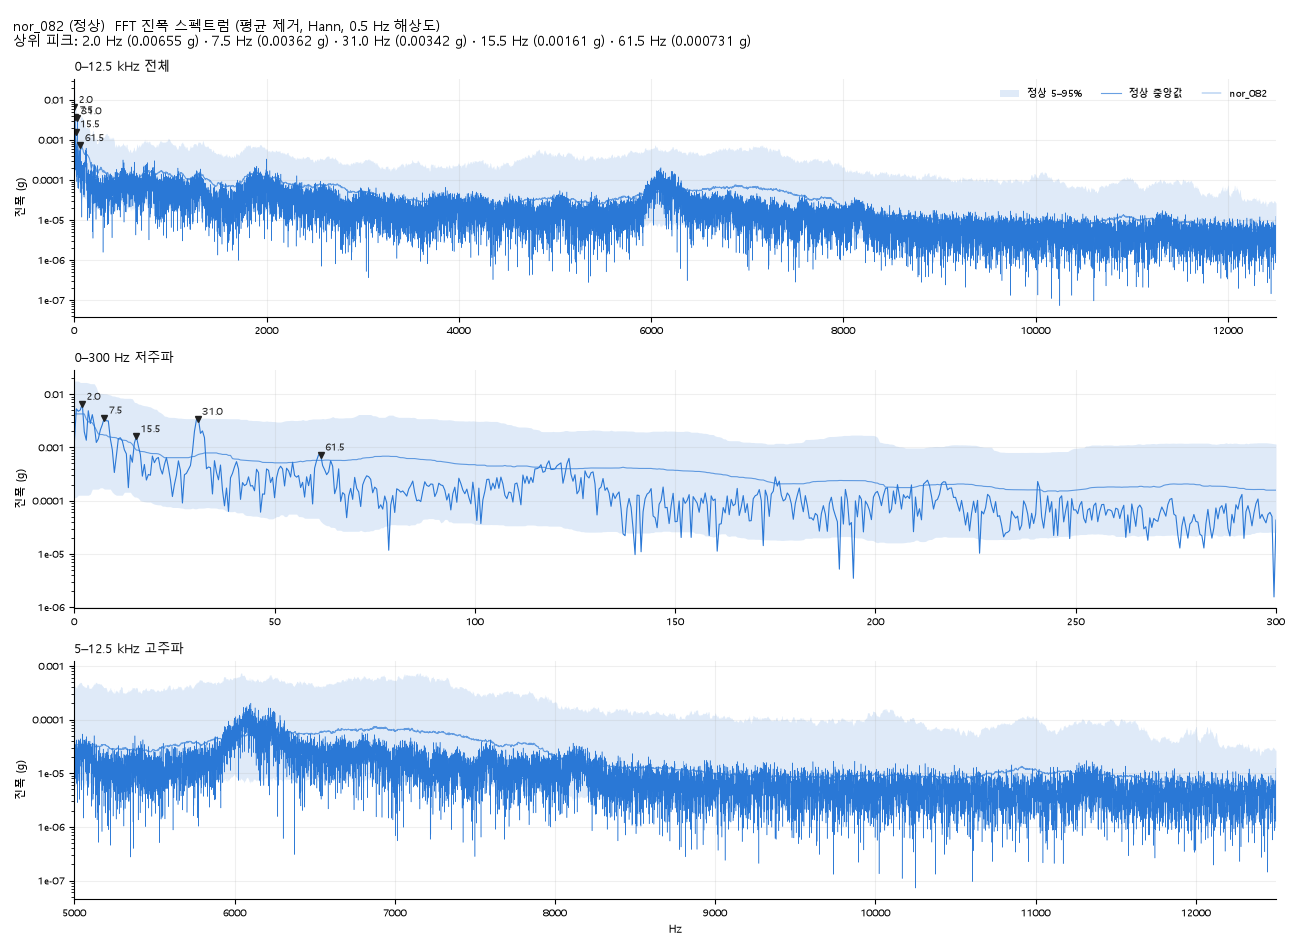 nor_082 (정상)  FFT 진폭 스펙트럼 (평균 제거, Hann, 0.5 Hz 해상도)
상위 피크: 2.0 Hz (0.00655 g) · 7.5 Hz (0.00362 g) · 31.0 Hz (0.00342 g) · 15.5 Hz (0.00161 g) · 61.5 Hz (0.000731 g)
0–12.5 kHz 전체
정상 5–95%
정상 중앙값
nor_082
2.0
15.5
61.5
진폭 (g)
0.01
0.001
0.0001
1e-05
1e-06
1e-07
0 2000 4000 6000 8000 10000 12000
0–300 Hz 저주파
2.0
7.5
15.5
31.0
61.5
진폭 (g)
0.01
0.001
0.0001
1e-05
1e-06
0 50 100 150 200 250 300
5–12.5 kHz 고주파
진폭 (g)
0.001
0.0001
1e-05
1e-06
1e-07
5000 6000 7000 8000 9000 10000 11000 12000
Hz